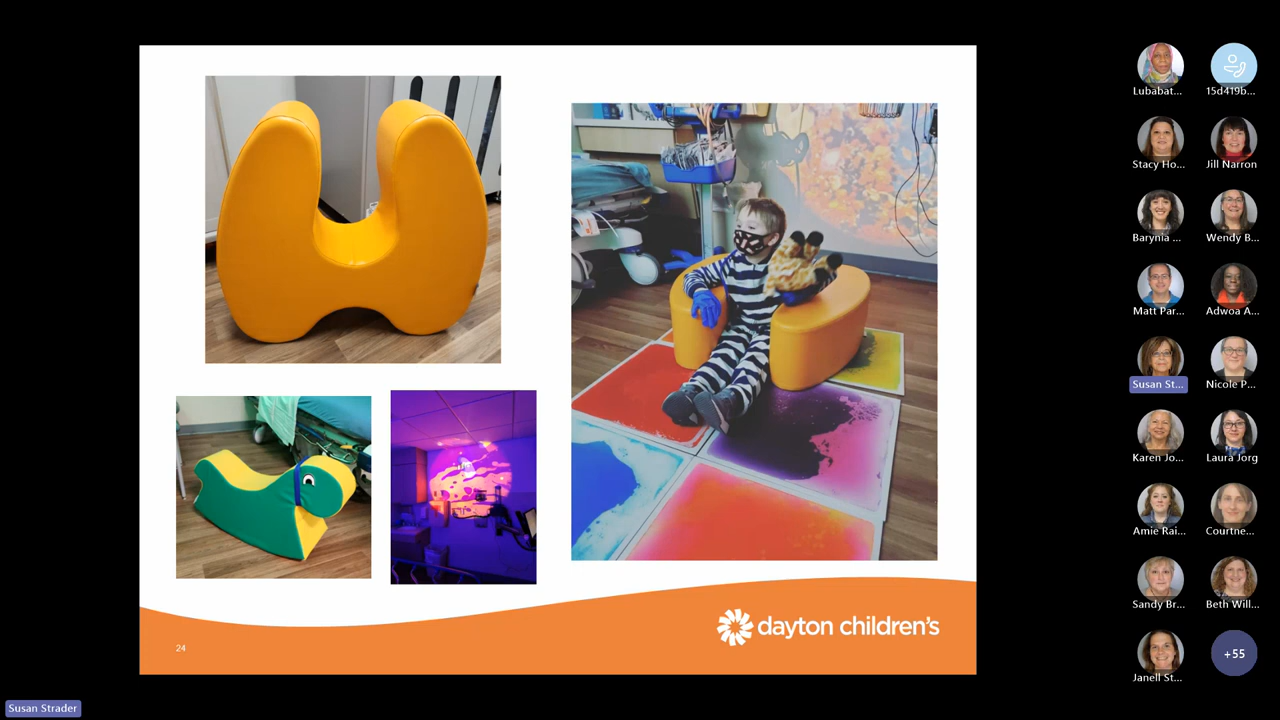 dayton children's
24
Susan Strader
Lubabat...
15d419b...
Stacy Ho...
Jill Narron
Barynia ...
Wendy B...
Matt Par...
Adwoa A...
Susan St...
Nicole P...
Karen Jo...
Laura Jorg
Amie Rai...
Courtne...
Sandy Br...
Beth Will...
Janell St...
+55